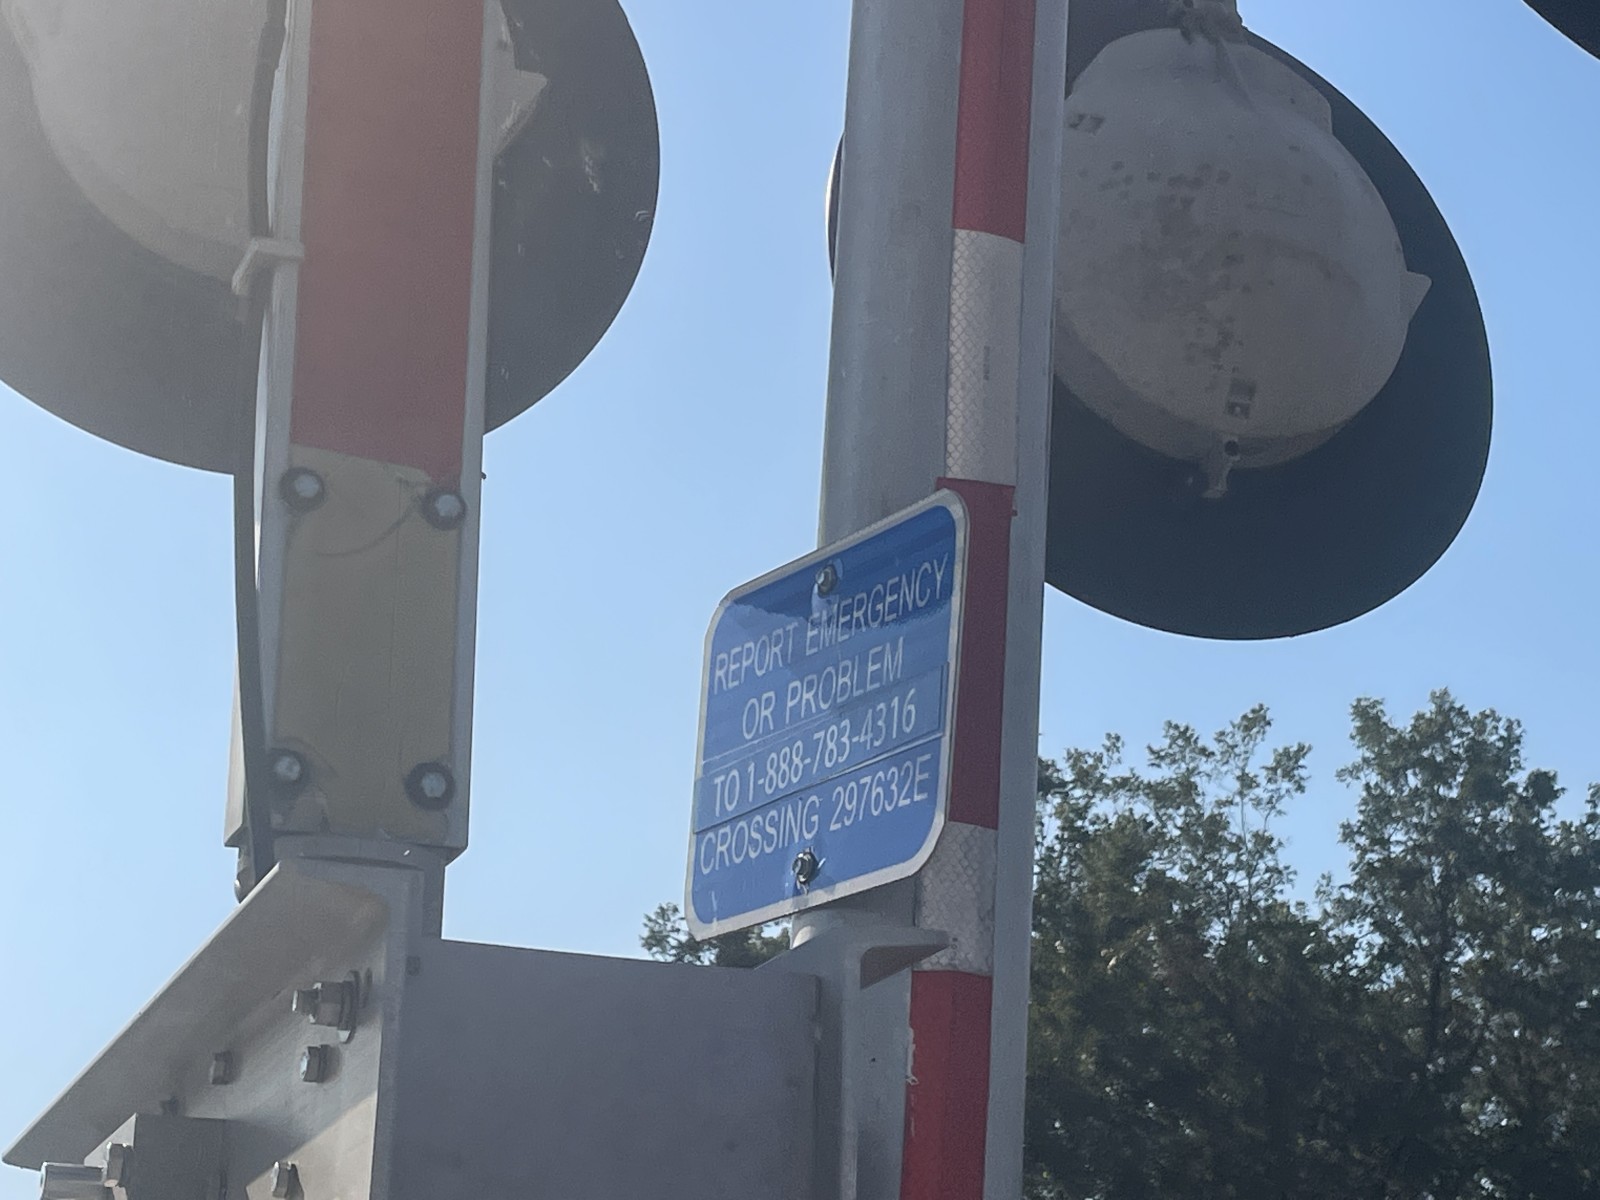 REPORT EMERGENCY
OR PROBLEM
TO 1-888-783-4316
CROSSING 297632E